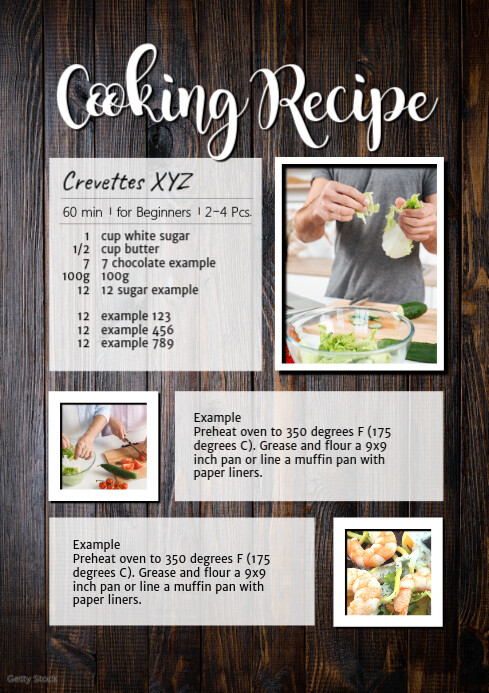 Cooking Recipe
Crevettes XYZ
60 min | for Beginners | 2-4 Pcs.
1 cup white sugar
1/2 cup butter
7 7 chocolate example
100g 100g
12 12 sugar example
12 example 123
12 example 456
12 example 789
Example
Preheat oven to 350 degrees F (175
degrees C). Grease and flour a 9x9
inch pan or line a muffin pan with
paper liners.
Example
Preheat oven to 350 degrees F (175
degrees C). Grease and flour a 9x9
inch pan or line a muffin pan with
paper liners.
Getty Stock